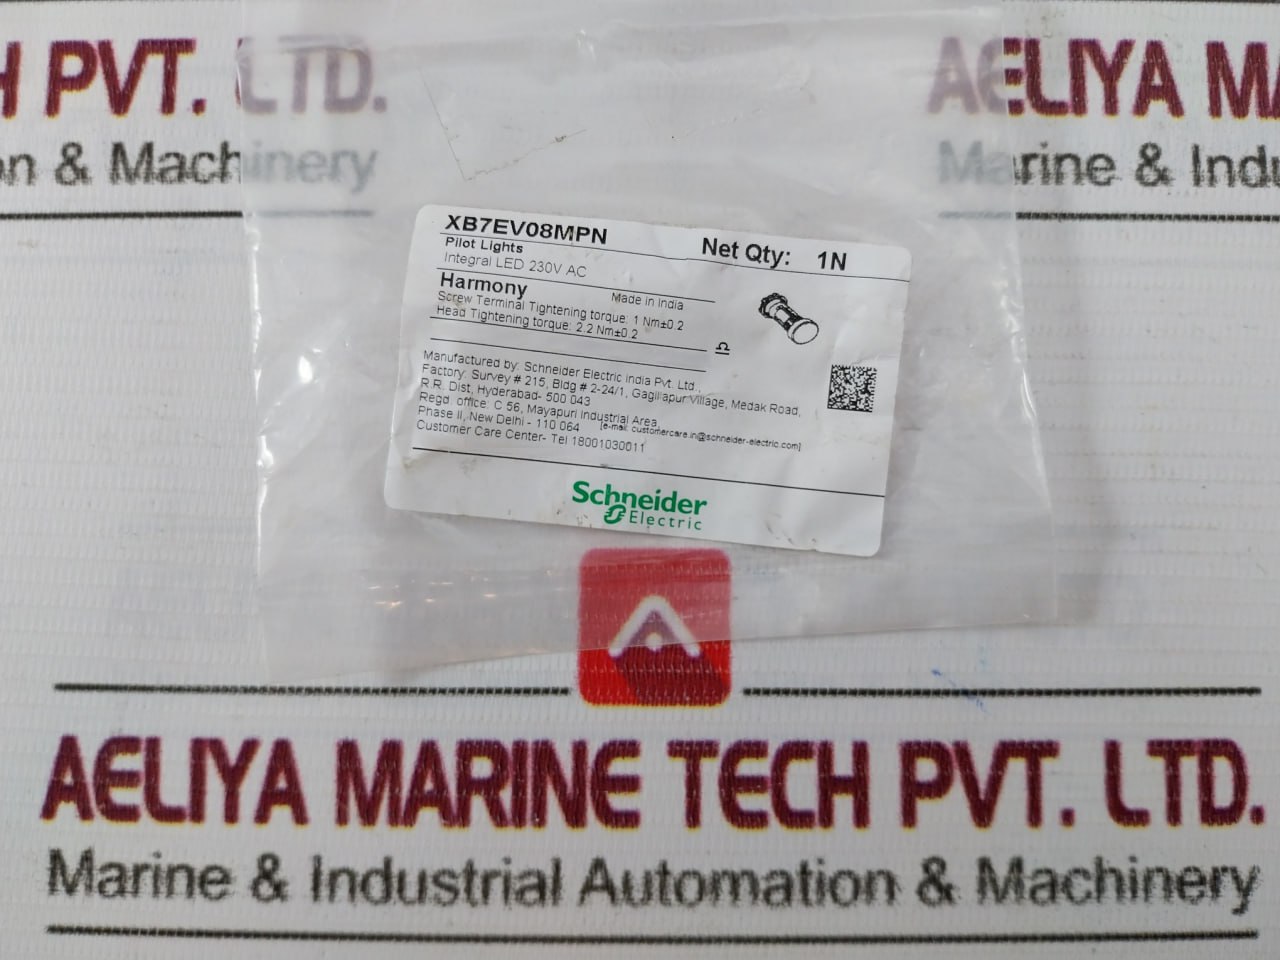 H PVT. LTD.
on & Machinery
AELIYA MA
Marine & Indu
XB7EV08MPN
Pilot Lights
Integral LED 230V AC
Net Qty: 1N
Harmony
Made in India
Screw Terminal Tightening torque: 1 Nm±0.2
Head Tightening torque: 2.2 Nm±0.2
Manufactured by: Schneider Electric India Pvt. Ltd.,
Factory: Survey # 215, Bldg # 2-24/1, Gagillapur Village, Medak Road,
R.R. Dist, Hyderabad- 500 043
Regd. office: C 56, Mayapuri Industrial Area
Phase II, New Delhi - 110 064 [e-mail: customercare.in@schneider-electric.com]
Customer Care Center- Tel 18001030011
Schneider
Electric
AELIYA MARINE TECH PVT. LTD.
Marine & Industrial Automation & Machinery